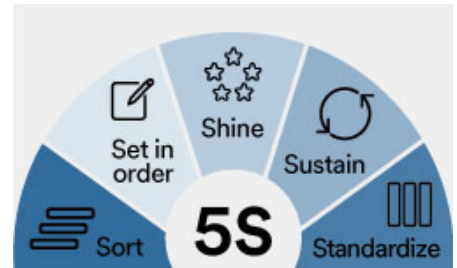 Sort
Set in
order
Shine
Sustain
Standardize
5S